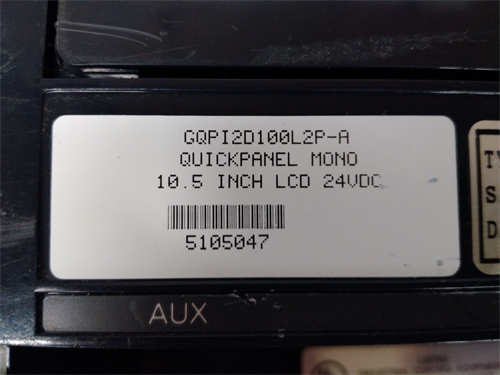 GQPI2D100L2P-A
QUICKPANEL MONO
10.5 INCH LCD 24VDC
5105047
AUX